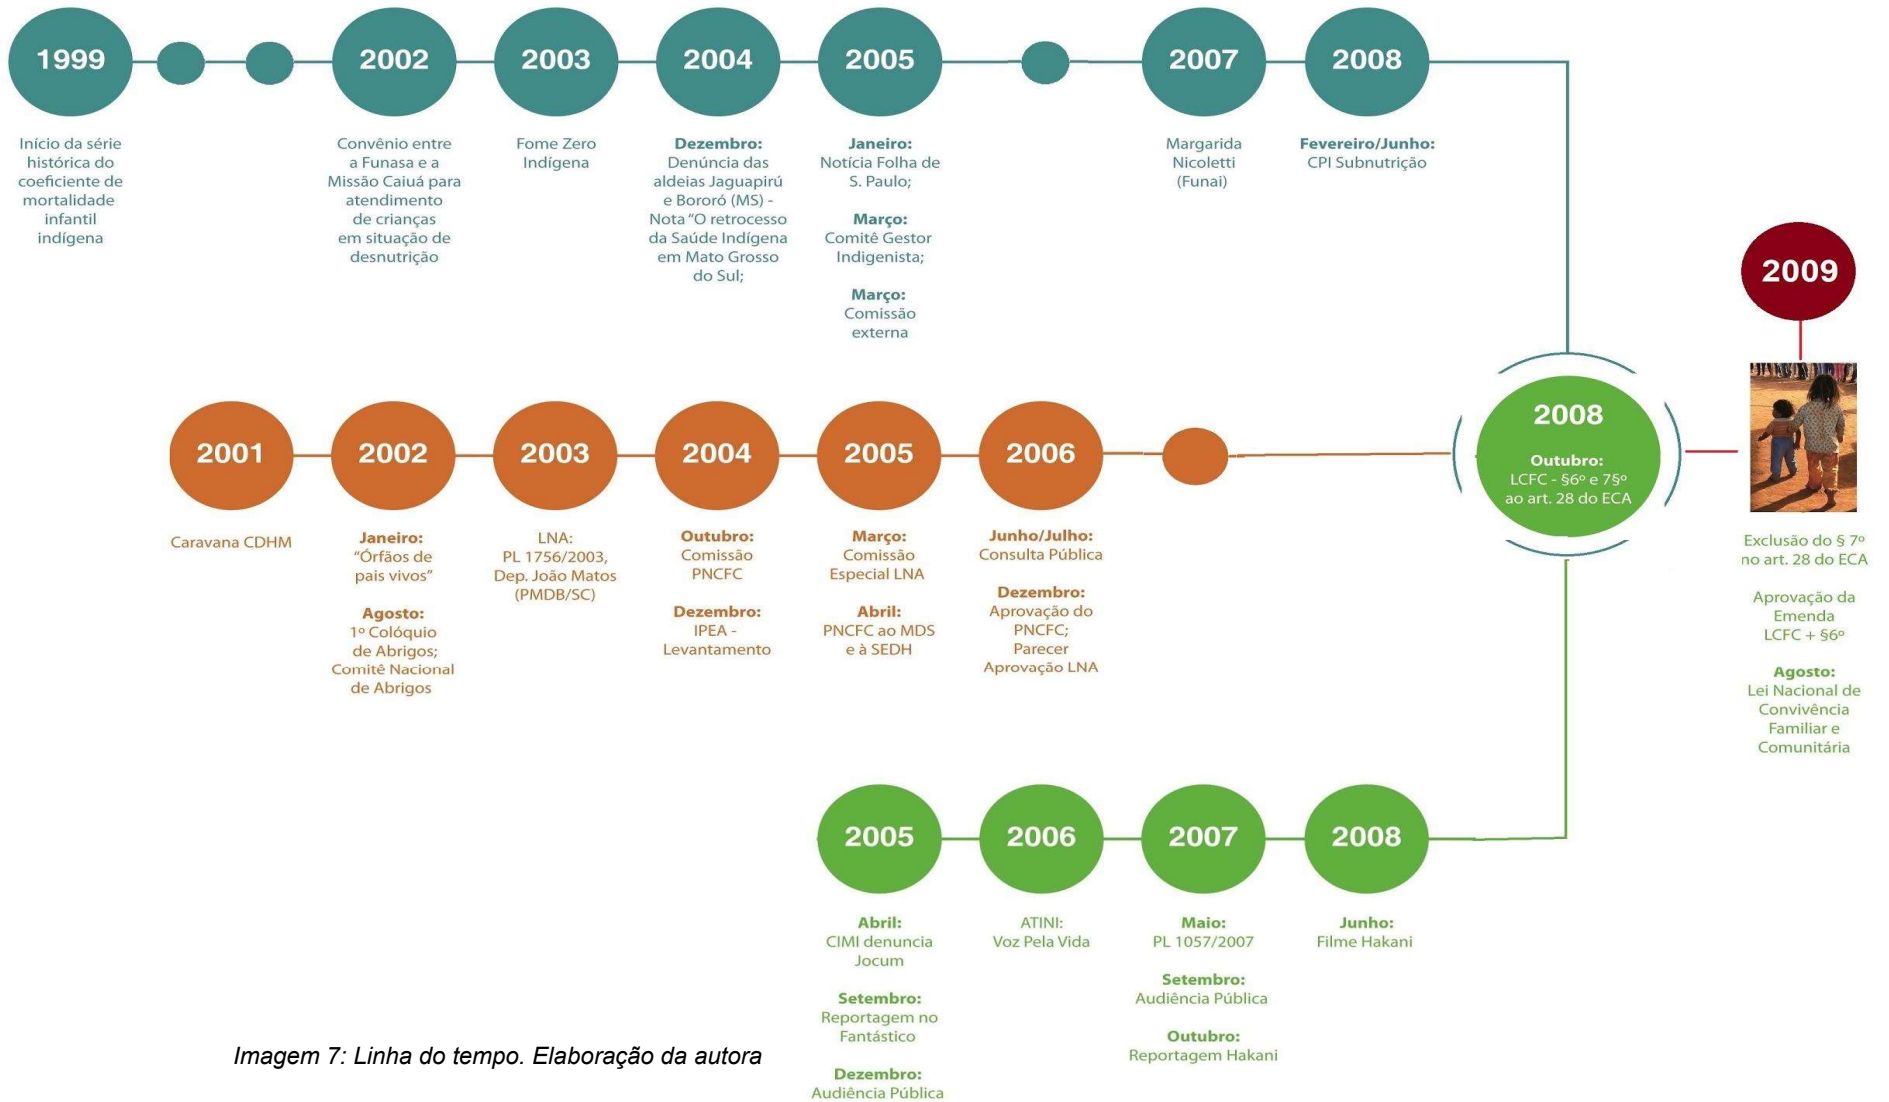 1999
2002
2003
2004
2005
2007
2008
Início da série
histórica do
coeficiente de
mortalidade
infantil
indígena
Convênio entre
a Funasa e a
Missão Caiuá para
atendimento
de crianças
em situação de
desnutrição
Fome Zero
Indígena
Dezembro:
Denúncia das
aldeias Jaguapirú
e Bororó (MS) -
Nota “O retrocesso
da Saúde Indígena
em Mato Grosso
do Sul;
Janeiro:
Notícia Folha de
S. Paulo;
Março:
Comitê Gestor
Indigenista;
Março:
Comissão
externa
Margarida
Nicoletti
(Funai)
Fevereiro/Junho:
CPI Subnutrição
2001
2002
2003
2004
2005
2006
Caravana CDHM
Janeiro:
“Órfãos de
pais vivos”
Agosto:
1º Colóquio
de Abrigos;
Comitê Nacional
de Abrigos
LNA:
PL 1756/2003,
Dep. João Matos
(PMDB/SC)
Outubro:
Comissão
PNCFC
Dezembro:
IPEA -
Levantamento
Março:
Comissão
Especial LNA
Abril:
PNCFC ao MDS
e à SEDH
Junho/Julho:
Consulta Pública
Dezembro:
Aprovação do
PNCFC;
Parecer
Aprovação LNA
2008
Outubro:
LCFC - §6º e 7§º
ao art. 28 do ECA
2009
Exclusão do § 7º
no art. 28 do ECA
Aprovação da
Emenda
LCFC + §6º
Agosto:
Lei Nacional de
Convivência
Familiar e
Comunitária
2005
2006
2007
2008
Abril:
CIMI denuncia
Jocum
Setembro:
Reportagem no
Fantástico
Dezembro:
Audiência Pública
ATINI:
Voz Pela Vida
Maio:
PL 1057/2007
Setembro:
Audiência Pública
Outubro:
Reportagem Hakani
Junho:
Filme Hakani
Imagem 7: Linha do tempo. Elaboração da autora